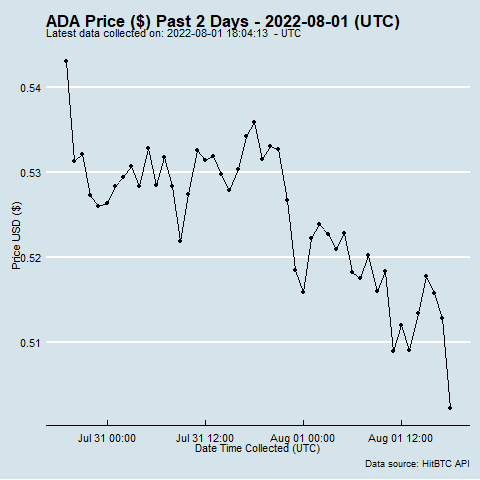 ADA Price ($) Past 2 Days - 2022-08-01 (UTC)
Latest data collected on: 2022-08-01 18:04:13  - UTC
0.54
0.53
0.52
0.51
Price USD ($)
Jul 31 00:00
Jul 31 12:00
Aug 01 00:00
Aug 01 12:00
Date Time Collected (UTC)
Data source: HitBTC API